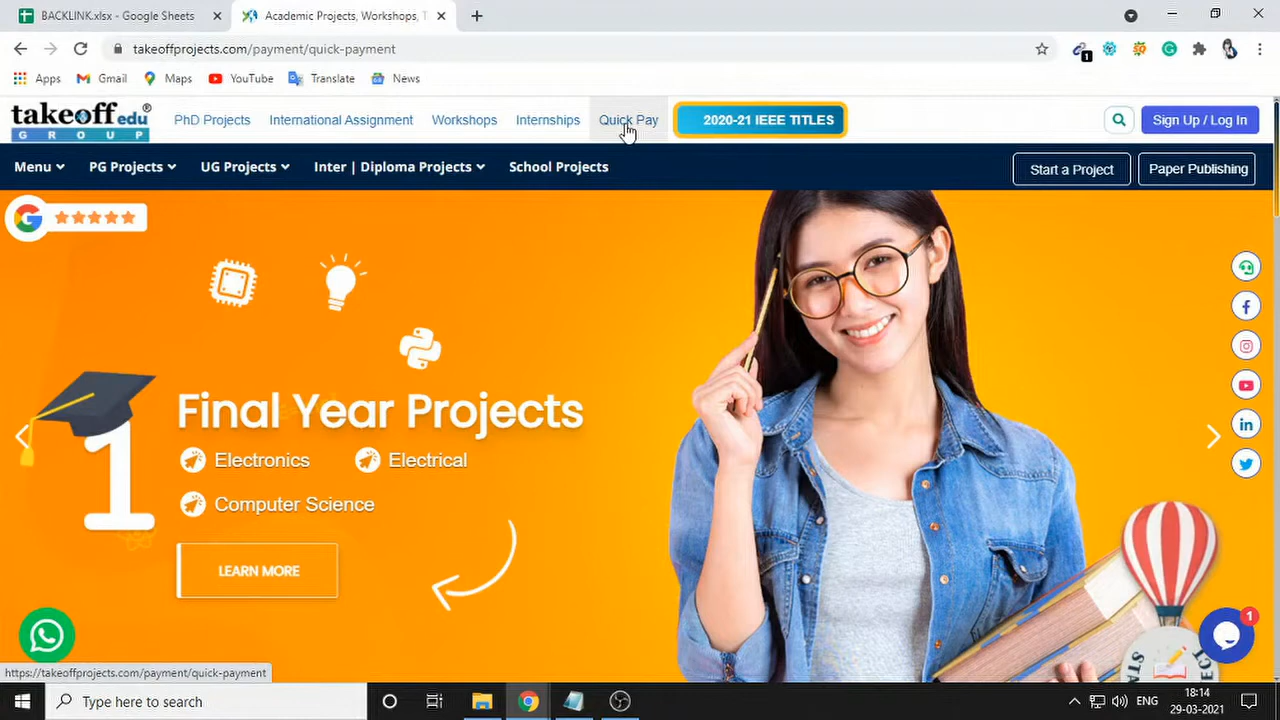 BACKLINK.xlsx - Google Sheets
Academic Projects, Workshops, T
takeoffprojects.com/payment/quick-payment
1
Apps Gmail Maps YouTube Translate News
takeoff edu®
GROUP
PhD Projects International Assignment Workshops Internships Quick Pay 2020-21 IEEE TITLES Sign Up / Log In
Menu PG Projects UG Projects Inter | Diploma Projects School Projects Start a Project Paper Publishing
1
Final Year Projects
Electronics Electrical
Computer Science
LEARN MORE
1
https://takeoffprojects.com/payment/quick-payment
Type here to search
ENG
18:14
29-03-2021